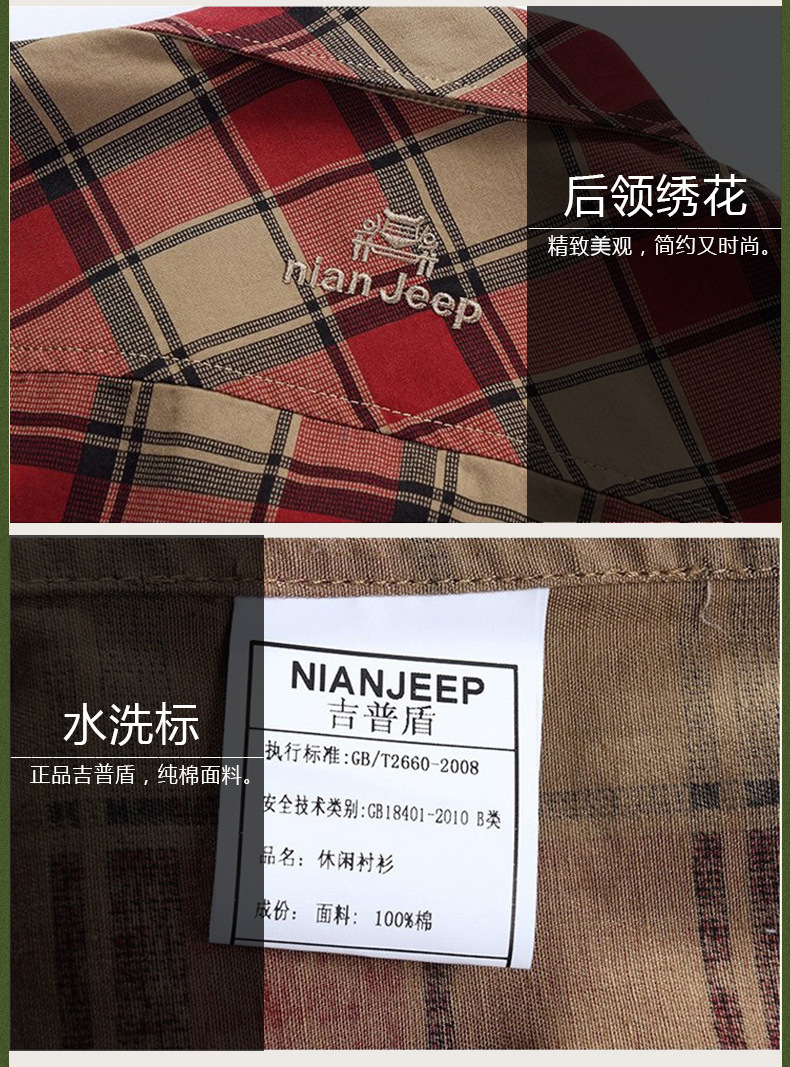 后领绣花
精致美观，简约又时尚。
nian Jeep
水洗标
正品吉普盾，纯棉面料。
NIANJEEP
吉普盾
执行标准:GB/T2660-2008
安全技术类别:GB18401-2010 B类
品名: 休闲衬衫
成份: 面料: 100%棉